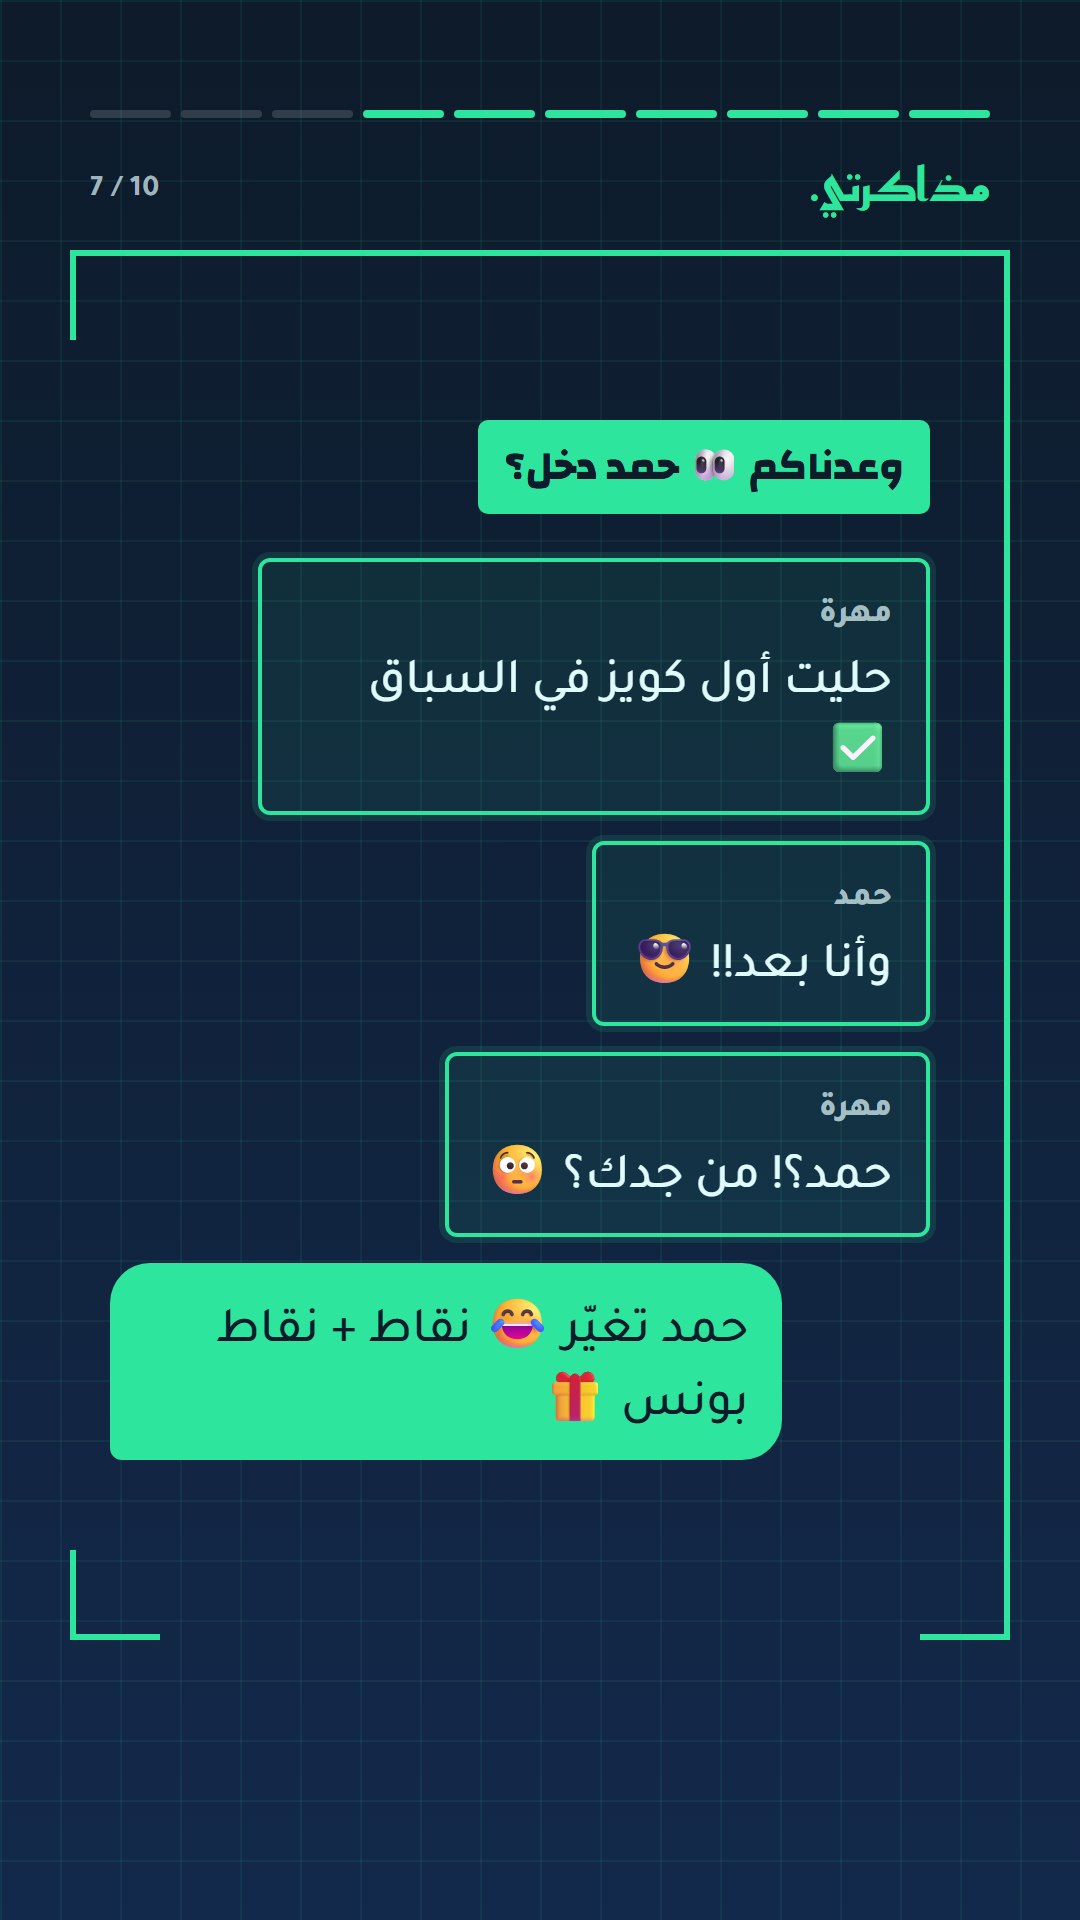 مذاكرتي.
7 / 10
وعدناكم 👀 حمد دخل؟
مهرة
حليت أول كويز في السباق
✅
حمد
وأنا بعد!! 😎
مهرة
حمد؟! من جدك؟ 😳
حمد تغيّر 😂 نقاط + نقاط
بونس 🎁